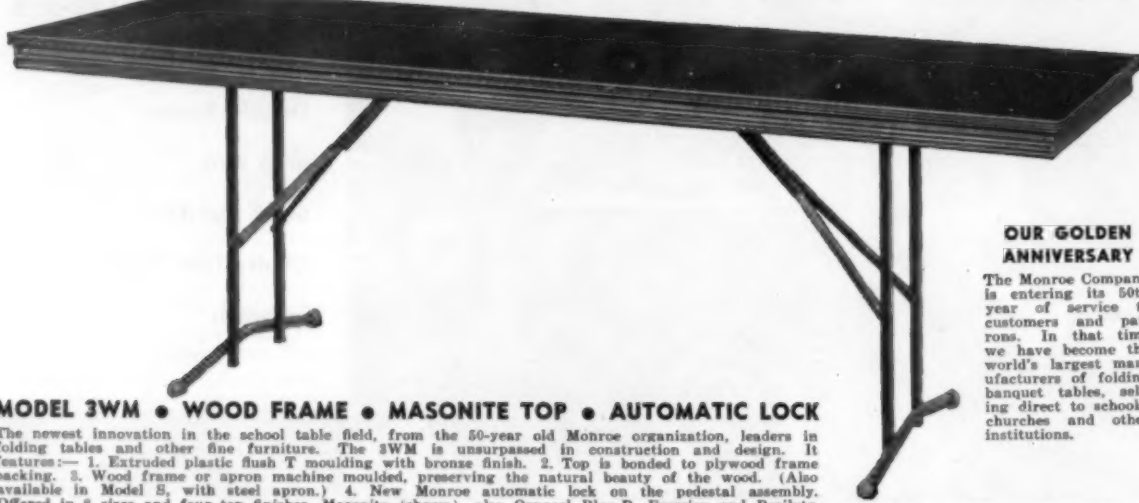 OUR GOLDEN
ANNIVERSARY
The Monroe Compan
is entering its 50t
year of service t
customers and pat
rons. In that tim
we have become th
world's largest man
ufacturers of foldin
banquet tables, sell
ing direct to school
churches and othe
institutions.
MODEL 3WM • WOOD FRAME • MASONITE TOP • AUTOMATIC LOCK
The newest innovation in the school table field, from the 50-year old Monroe organization, leaders in
folding tables and other fine furniture. The 3WM is unsurpassed in construction and design. It
features:— 1. Extruded plastic flush T moulding with bronze finish. 2. Top is bonded to plywood frame
backing. 3. Wood frame or apron machine moulded, preserving the natural beauty of the wood. (Also
available in Model S, with steel apron.) 4. New Monroe automatic lock on the pedestal assembly.